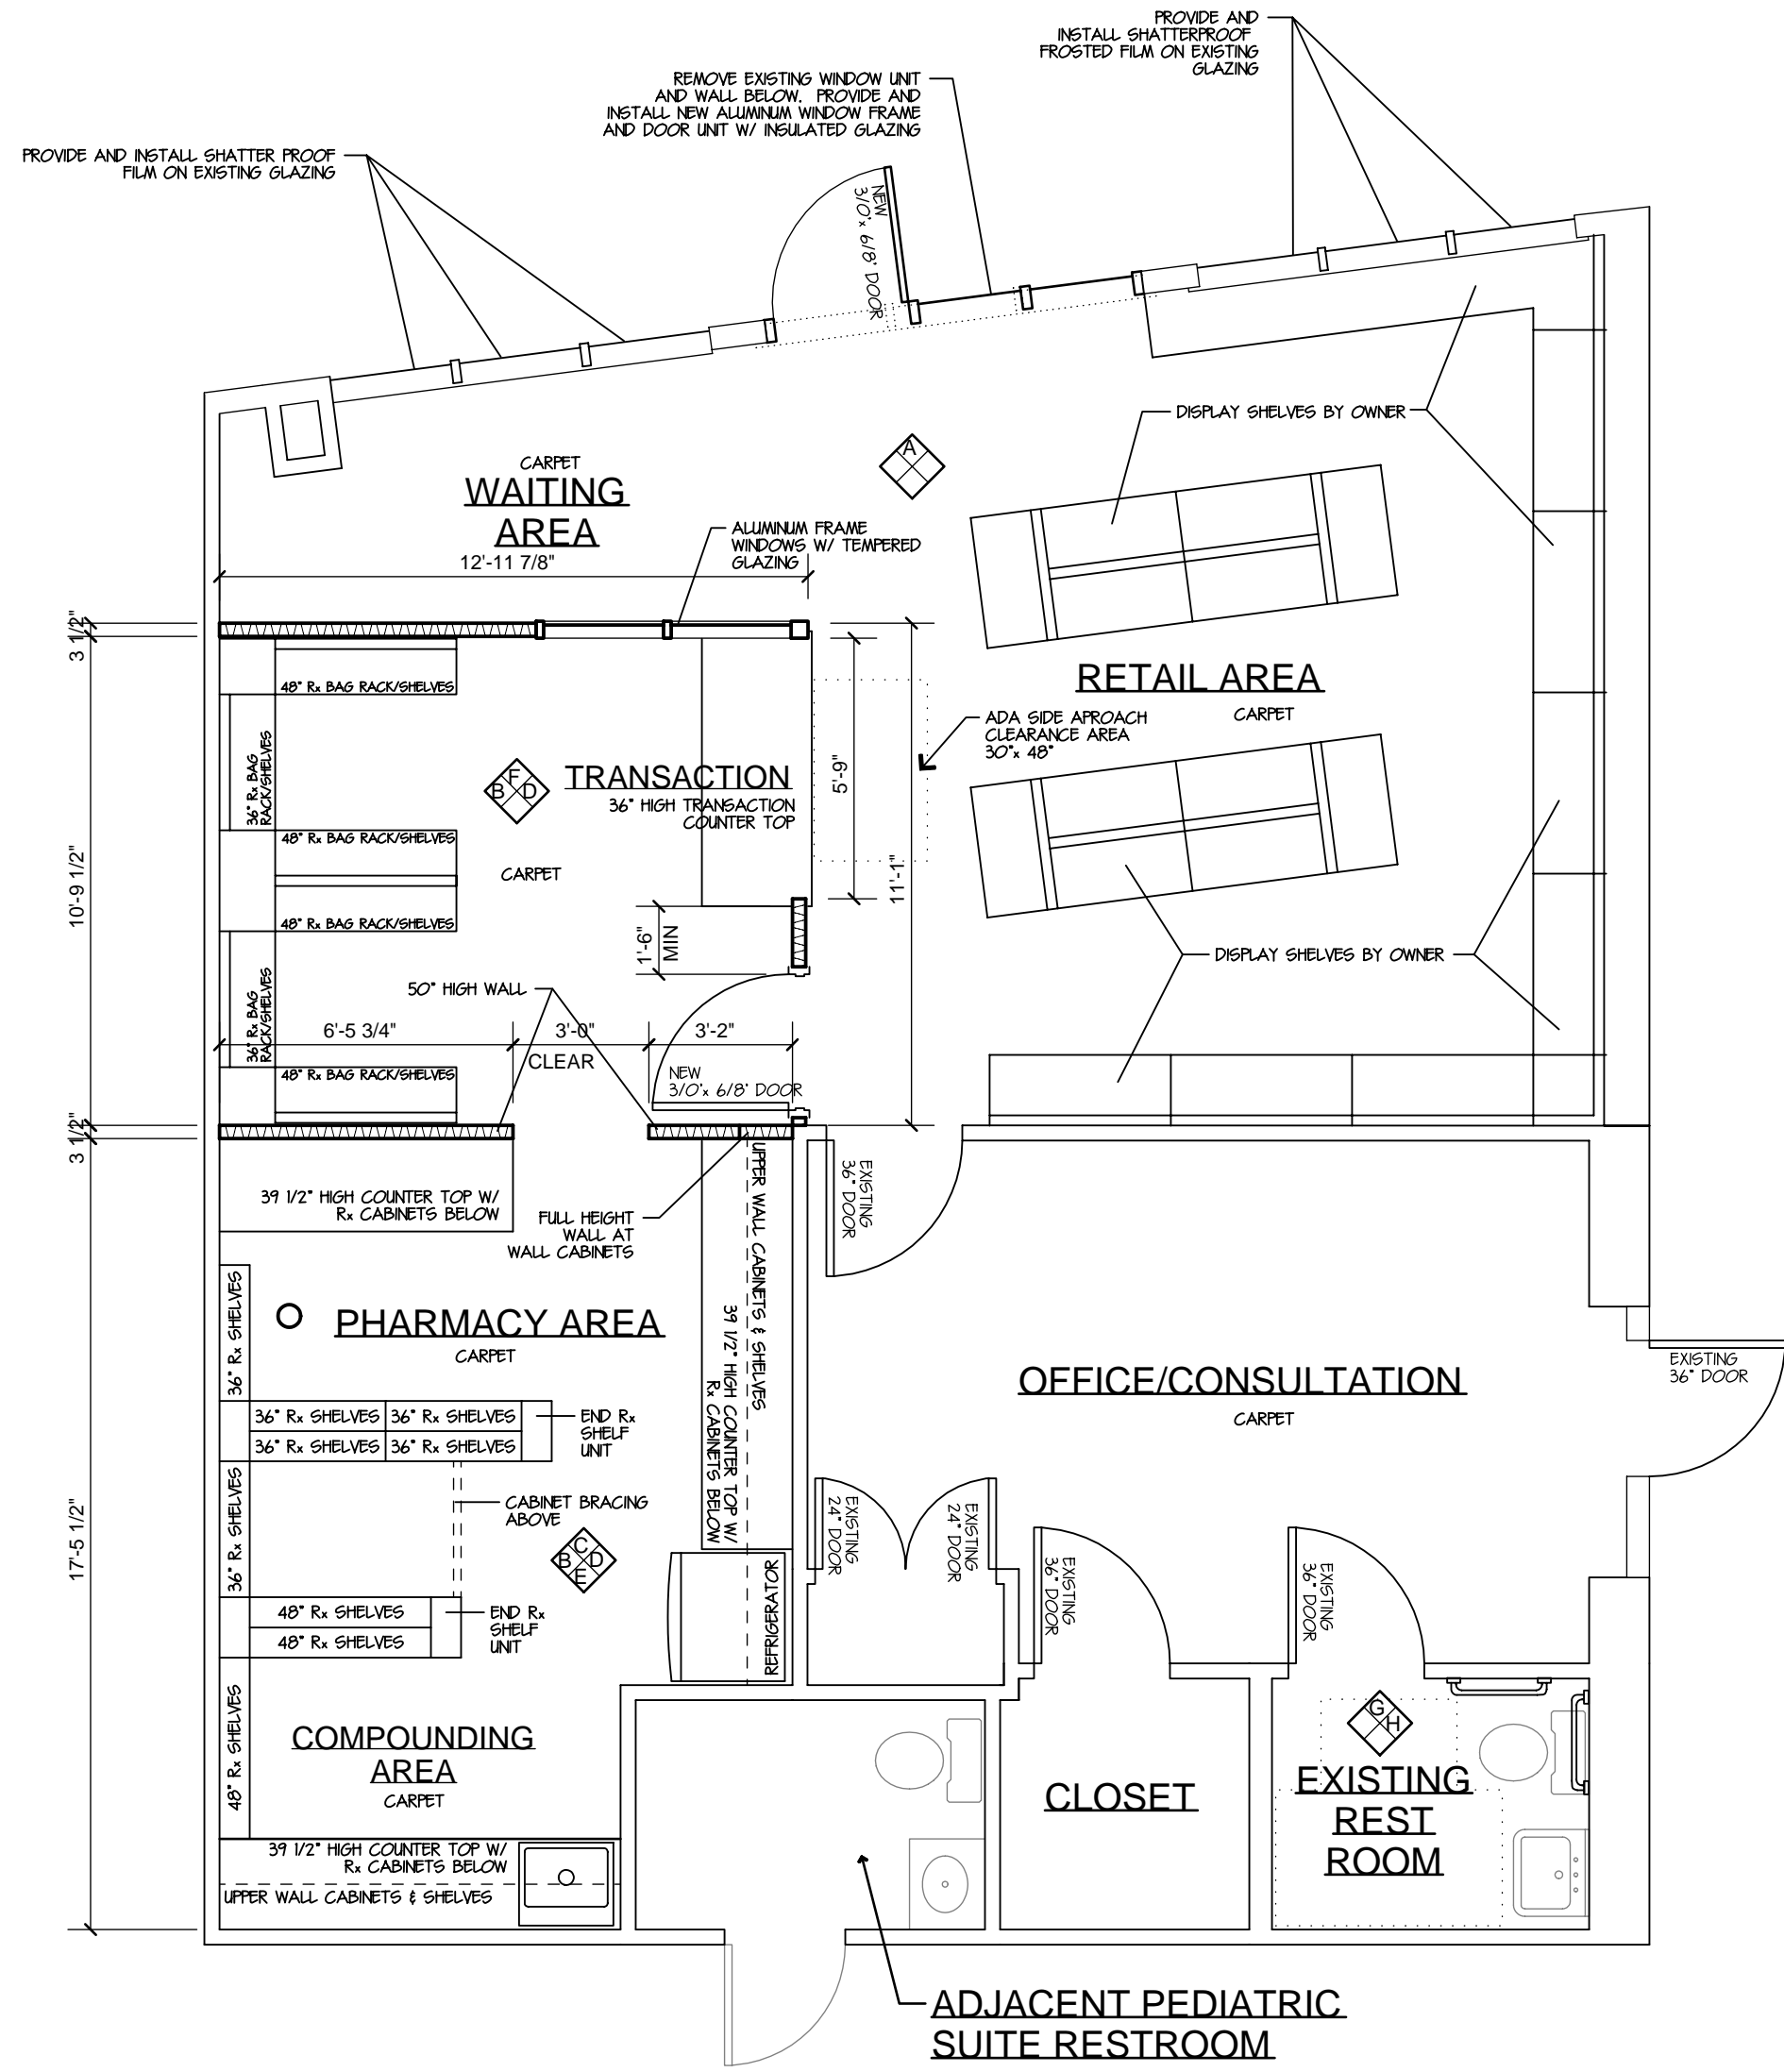 PROVIDE AND
INSTALL SHATTERPROOF
FROSTED FILM ON EXISTING
GLAZING
REMOVE EXISTING WINDOW UNIT
AND WALL BELOW. PROVIDE AND
INSTALL NEW ALUMINUM WINDOW FRAME
AND DOOR UNIT W/ INSULATED GLAZING
PROVIDE AND INSTALL SHATTER PROOF
FILM ON EXISTING GLAZING
NEW
3/0"x 6/8" DOOR
DISPLAY SHELVES BY OWNER
A
CARPET
WAITING
AREA
12'-11 7/8"
ALUMINUM FRAME
WINDOWS W/ TEMPERED
GLAZING
3 1/2"
48" Rx BAG RACK/SHELVES
36" Rx BAG
RACK/SHELVES
F
B
D
TRANSACTION
36" HIGH TRANSACTION
COUNTER TOP
5'-9"
RETAIL AREA
CARPET
ADA SIDE APROACH
CLEARANCE AREA
30"x 48"
48" Rx BAG RACK/SHELVES
10'-9 1/2"
CARPET
11'-1"
48" Rx BAG RACK/SHELVES
1'-6"
MIN
DISPLAY SHELVES BY OWNER
50" HIGH WALL
36" Rx BAG
RACK/SHELVES
6'-5 3/4"
3'-0"
CLEAR
3'-2"
48" Rx BAG RACK/SHELVES
NEW
3/0"x 6/8" DOOR
3 1/2"
39 1/2" HIGH COUNTER TOP W/
Rx CABINETS BELOW
FULL HEIGHT
WALL AT
WALL CABINETS
UPPER WALL CABINETS & SHELVES
39 1/2" HIGH COUNTER TOP W/
Rx CABINETS BELOW
EXISTING
36" DOOR
36" Rx SHELVES
PHARMACY AREA
CARPET
OFFICE/CONSULTATION
CARPET
EXISTING
36" DOOR
36" Rx SHELVES
36" Rx SHELVES
36" Rx SHELVES
36" Rx SHELVES
END Rx
SHELF
UNIT
36" Rx SHELVES
CABINET BRACING
ABOVE
17'-5 1/2"
C
B
D
E
EXISTING
24" DOOR
EXISTING
24" DOOR
EXISTING
36" DOOR
EXISTING
36" DOOR
48" Rx SHELVES
48" Rx SHELVES
END Rx
SHELF
UNIT
REFRIGERATOR
48" Rx SHELVES
COMPOUNDING
AREA
CARPET
G
H
CLOSET
EXISTING
REST
ROOM
39 1/2" HIGH COUNTER TOP W/
Rx CABINETS BELOW
UPPER WALL CABINETS & SHELVES
ADJACENT PEDIATRIC
SUITE RESTROOM